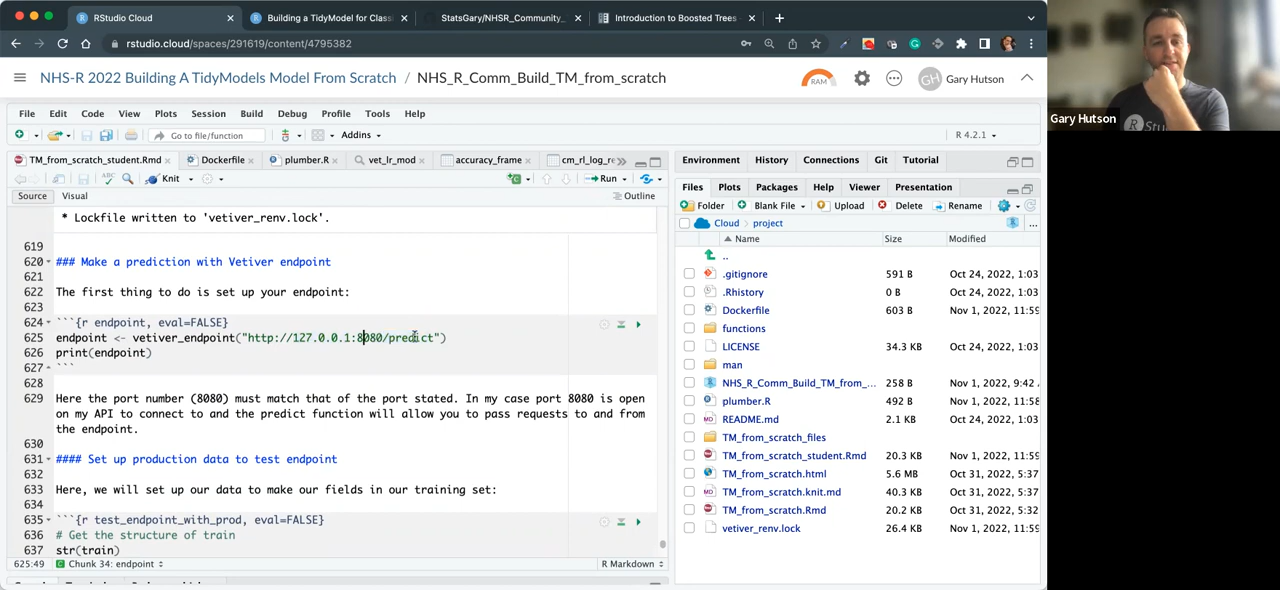 RStudio Cloud
Building a TidyModel for Classi
StatsGary/NHSR_Community_
Introduction to Boosted Trees
rstudio.cloud/spaces/291619/content/4795382
NHS-R 2022 Building A TidyModels Model From Scratch / NHS_R_Comm_Build_TM_from_scratch
RAM
GH
Gary Hutson
File Edit Code View Plots Session Build Debug Profile Tools Help
Go to file/function
Addins
R 4.2.1
TM_from_scratch_student.Rmd
Dockerfile
plumber.R
vet_lr_mod
accuracy_frame
cm_rl_log_re
Knit
Run
Source Visual
Outline
* Lockfile written to 'vetiver_renv.lock'.
619
620 ### Make a prediction with Vetiver endpoint
621
622 The first thing to do is set up your endpoint:
623
624 ```{r endpoint, eval=FALSE}
625 endpoint <- vetiver_endpoint("http://127.0.0.1:8080/predict")
626 print(endpoint)
627 ```
628
629 Here the port number (8080) must match that of the port stated. In my case port 8080 is open
on my API to connect to and the predict function will allow you to pass requests to and from
the endpoint.
630
631 #### Set up production data to test endpoint
632
633 Here, we will set up our data to make our fields in our training set:
634
635 ```{r test_endpoint_with_prod, eval=FALSE}
636 # Get the structure of train
637 str(train)
625:49
Chunk 34: endpoint
R Markdown
Environment History Connections Git Tutorial
Files Plots Packages Help Viewer Presentation
Folder Blank File Upload Delete Rename
Cloud project
Name Size Modified
..
.gitignore 591 B Oct 24, 2022, 1:03
.Rhistory 0 B Oct 24, 2022, 1:03
Dockerfile 603 B Nov 1, 2022, 11:59
functions
LICENSE 34.3 KB Oct 24, 2022, 1:03
man
NHS_R_Comm_Build_TM_from_... 258 B Nov 1, 2022, 9:42
plumber.R 492 B Nov 1, 2022, 11:58
README.md 2.1 KB Oct 24, 2022, 1:03
TM_from_scratch_files
TM_from_scratch_student.Rmd 20.3 KB Nov 1, 2022, 11:59
TM_from_scratch.html 5.6 MB Oct 31, 2022, 5:37
TM_from_scratch.knit.md 40.3 KB Oct 31, 2022, 5:37
TM_from_scratch.Rmd 20.2 KB Oct 31, 2022, 5:32
vetiver_renv.lock 26.4 KB Nov 1, 2022, 11:59
Gary Hutson